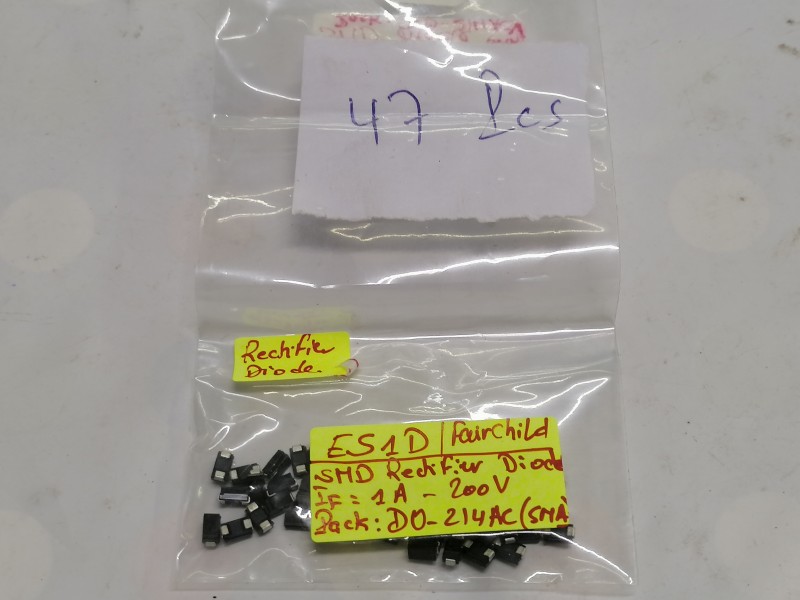 47 Pcs
Rectifier
Diode.
ES1D | Fairchild
SMD Rectifier Diode
IF = 1A - 200V
Pack: DO-214AC (SMA)